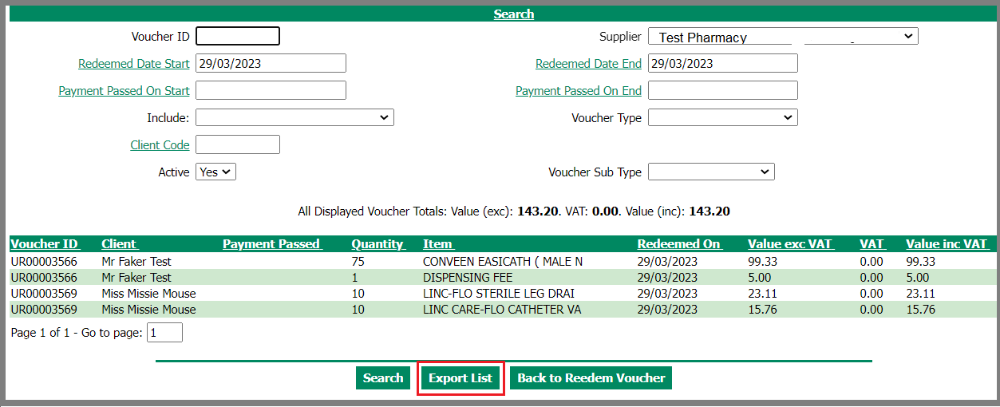 Search
Voucher ID Supplier Test Pharmacy
Redeemed Date Start 29/03/2023 Redeemed Date End 29/03/2023
Payment Passed On Start Payment Passed On End
Include: Voucher Type
Client Code
Active Yes Voucher Sub Type
All Displayed Voucher Totals: Value (exc): 143.20. VAT: 0.00. Value (inc): 143.20
Voucher ID Client Payment Passed Quantity Item Redeemed On Value exc VAT VAT Value inc VAT
UR00003566 Mr Faker Test 75 CONVEEN EASICATH ( MALE N 29/03/2023 99.33 0.00 99.33
UR00003566 Mr Faker Test 1 DISPENSING FEE 29/03/2023 5.00 0.00 5.00
UR00003569 Miss Missie Mouse 10 LINC-FLO STERILE LEG DRAI 29/03/2023 23.11 0.00 23.11
UR00003569 Miss Missie Mouse 10 LINC CARE-FLO CATHETER VA 29/03/2023 15.76 0.00 15.76
Page 1 of 1 - Go to page: 1
Search Export List Back to Reedem Voucher